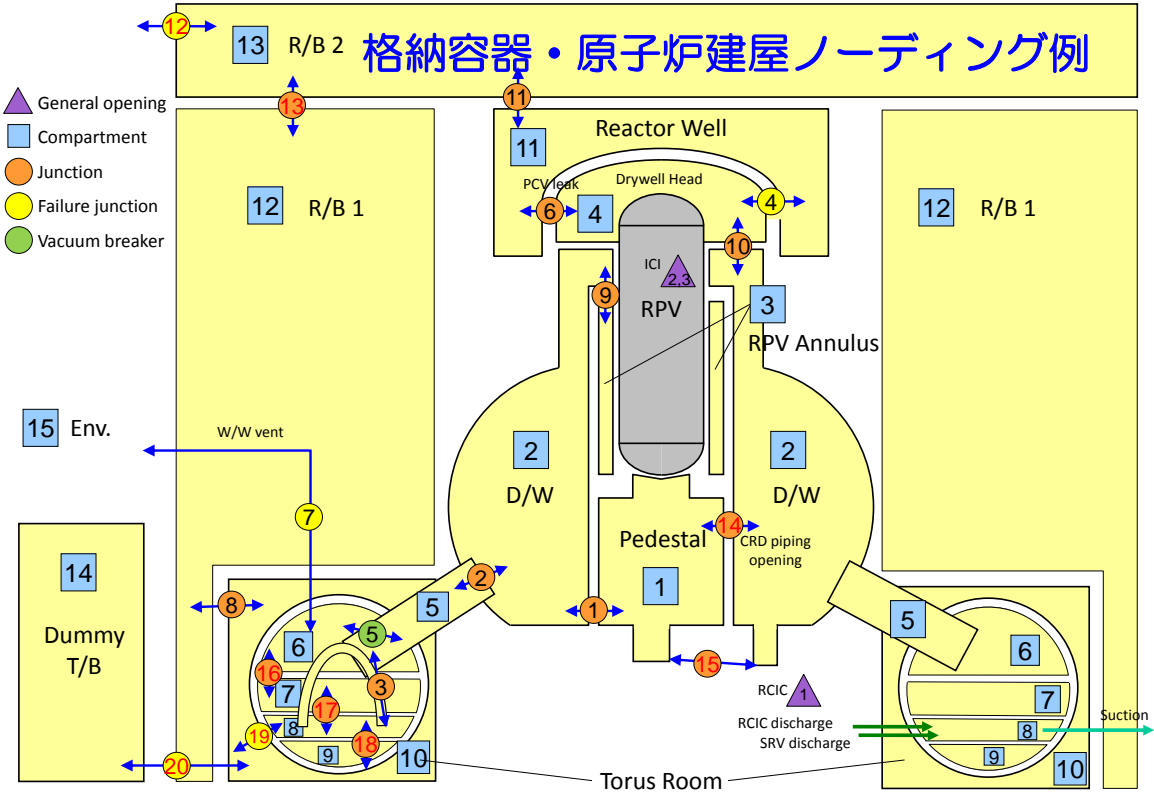 12
13 R/B 2 格納容器・原子炉建屋ノーディング例
13
11
General opening
Compartment
Junction
Failure junction
Vacuum breaker
Reactor Well
11
PCV leak
Drywell Head
6
4
4
12 R/B 1
12 R/B 1
10
ICI
2,3
9
RPV
3
RPV Annulus
15 Env.
W/W vent
2
D/W
2
D/W
7
14
Pedestal
CRD piping
opening
14
Dummy
T/B
1
2
5
8
1
5
5
6
6
15
16
7
3
17
7
RCIC
1
RCIC discharge
SRV discharge
Suction
8
8
19
18
9
10
9
10
20
Torus Room